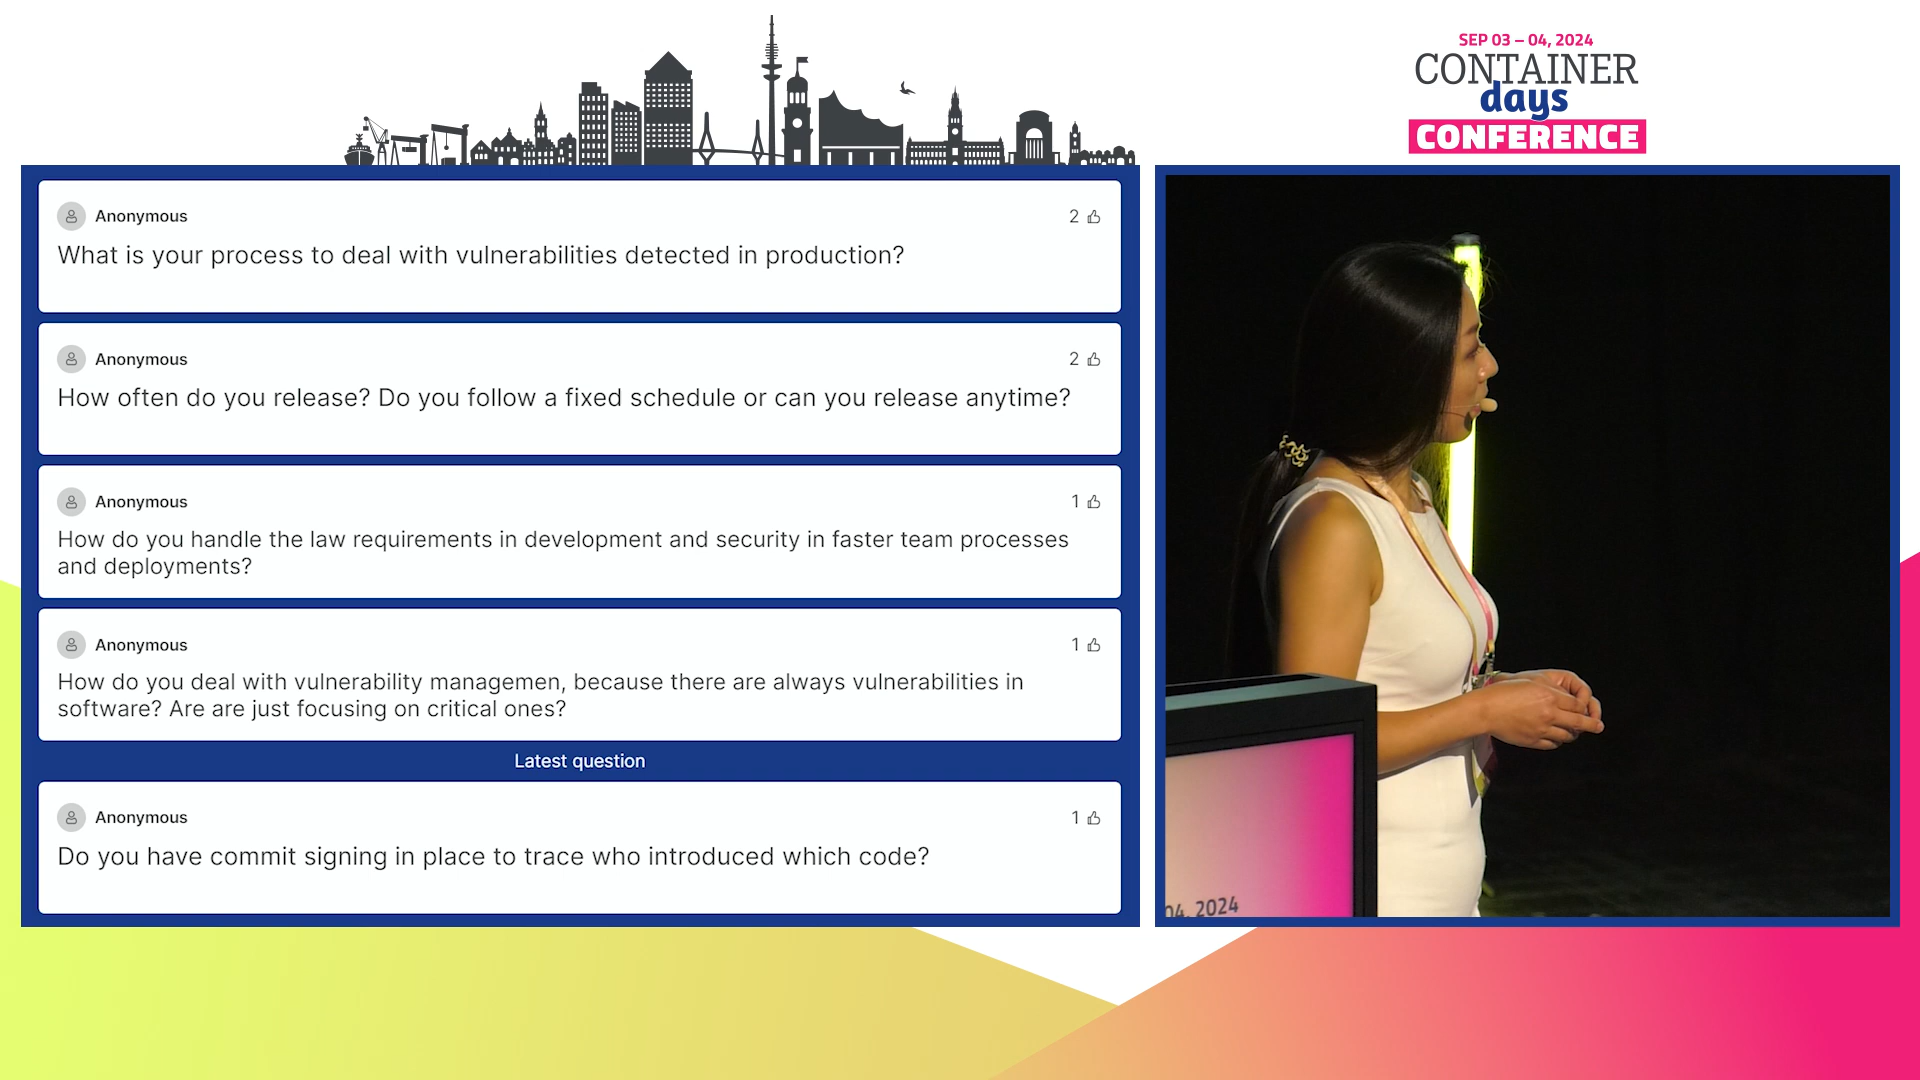 SEP 03 – 04, 2024
CONTAINER
days
CONFERENCE
Anonymous
2
What is your process to deal with vulnerabilities detected in production?
Anonymous
2
How often do you release? Do you follow a fixed schedule or can you release anytime?
Anonymous
1
How do you handle the law requirements in development and security in faster team processes
and deployments?
Anonymous
1
How do you deal with vulnerability managemen, because there are always vulnerabilities in
software? Are are just focusing on critical ones?
Latest question
Anonymous
1
Do you have commit signing in place to trace who introduced which code?
04, 2024